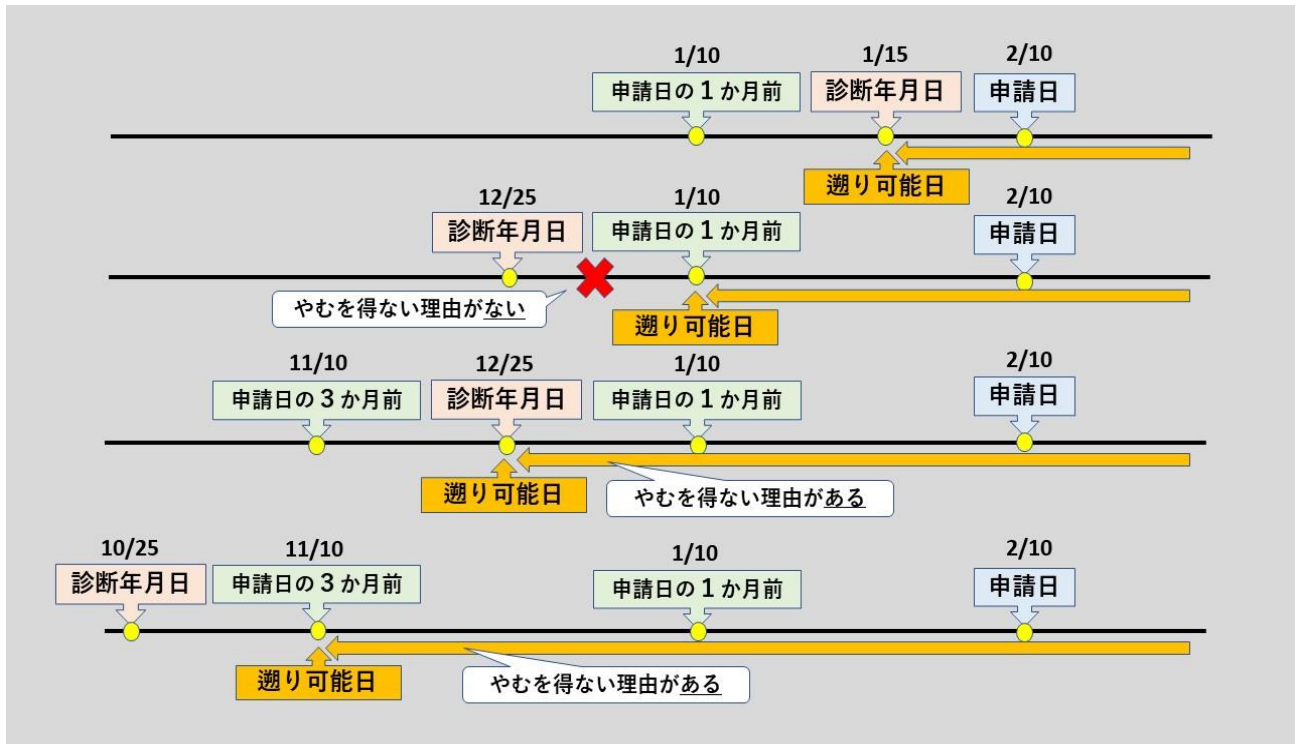 1/10 1/15 2/10
申請日の１か月前 診断年月日 申請日
遡り可能日
12/25 1/10 2/10
診断年月日 申請日の１か月前 申請日
やむを得ない理由がない
遡り可能日
11/10 12/25 1/10 2/10
申請日の３か月前 診断年月日 申請日の１か月前 申請日
遡り可能日 やむを得ない理由がある
10/25 11/10 1/10 2/10
診断年月日 申請日の３か月前 申請日の１か月前 申請日
遡り可能日 やむを得ない理由がある